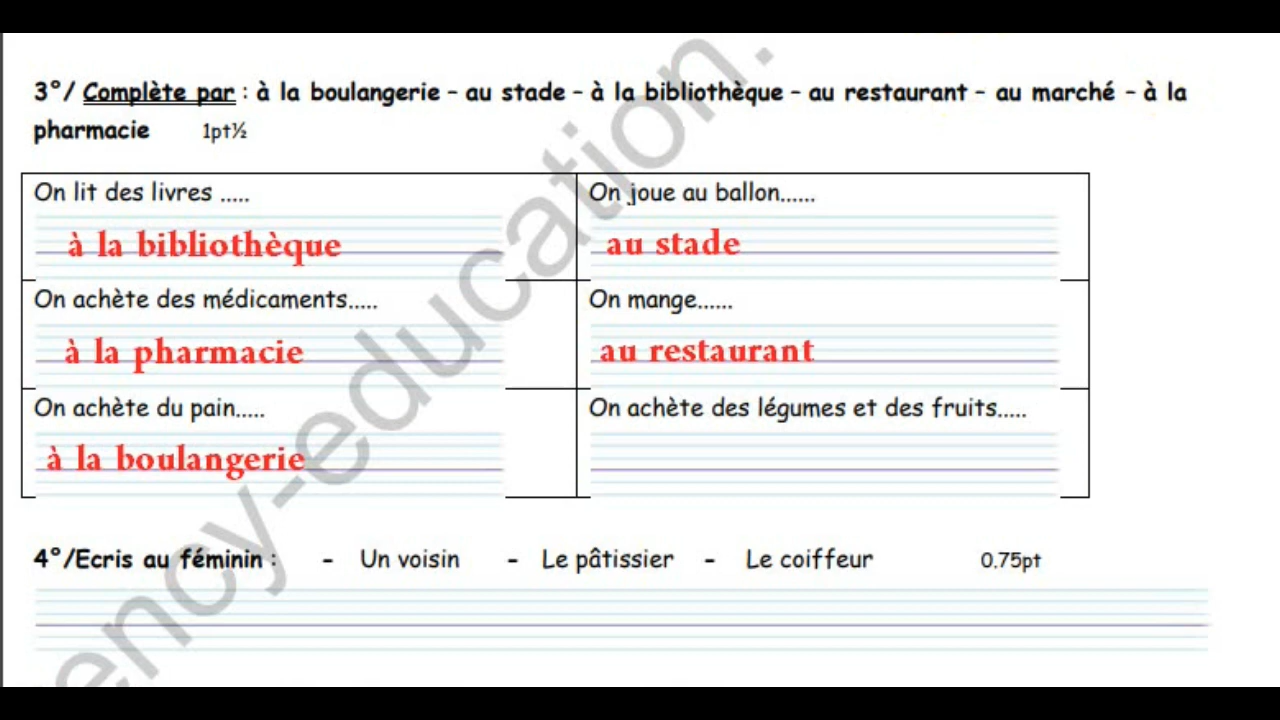 3°/ Complète par : à la boulangerie – au stade – à la bibliothèque – au restaurant – au marché – à la
pharmacie 1pt½
On lit des livres ..... On joue au ballon......
à la bibliothèque au stade
On achète des médicaments..... On mange......
à la pharmacie au restaurant
On achète du pain..... On achète des légumes et des fruits.....
à la boulangerie
4°/Ecris au féminin : - Un voisin - Le pâtissier - Le coiffeur 0.75pt
ency-education.